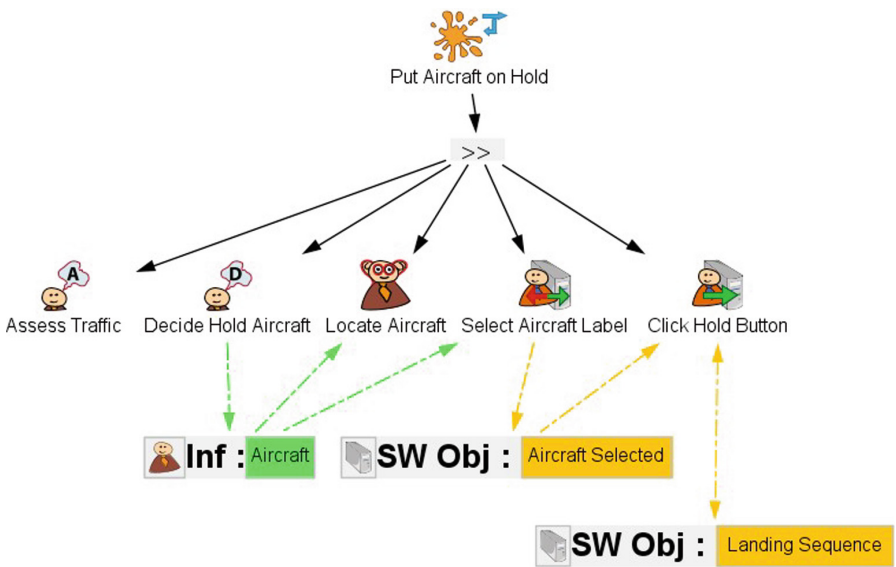 Put Aircraft on Hold
>>
A
D
Assess Traffic
Decide Hold Aircraft
Locate Aircraft
Select Aircraft Label
Click Hold Button
Inf : Aircraft
SW Obj : Aircraft Selected
SW Obj : Landing Sequence